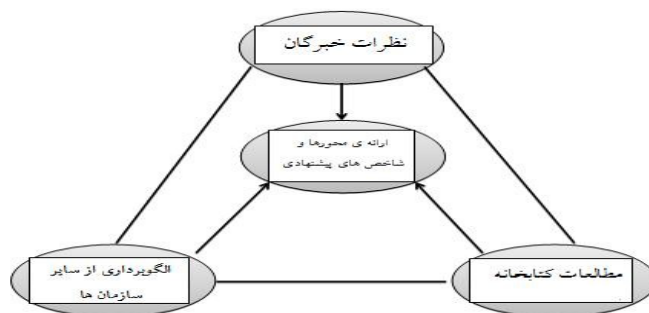 نظرات خبرگان
ارائه ی محورها و
شاخص های پیشنهادی
الگوبرداری از سایر
سازمان ها
مطالعات کتابخانه